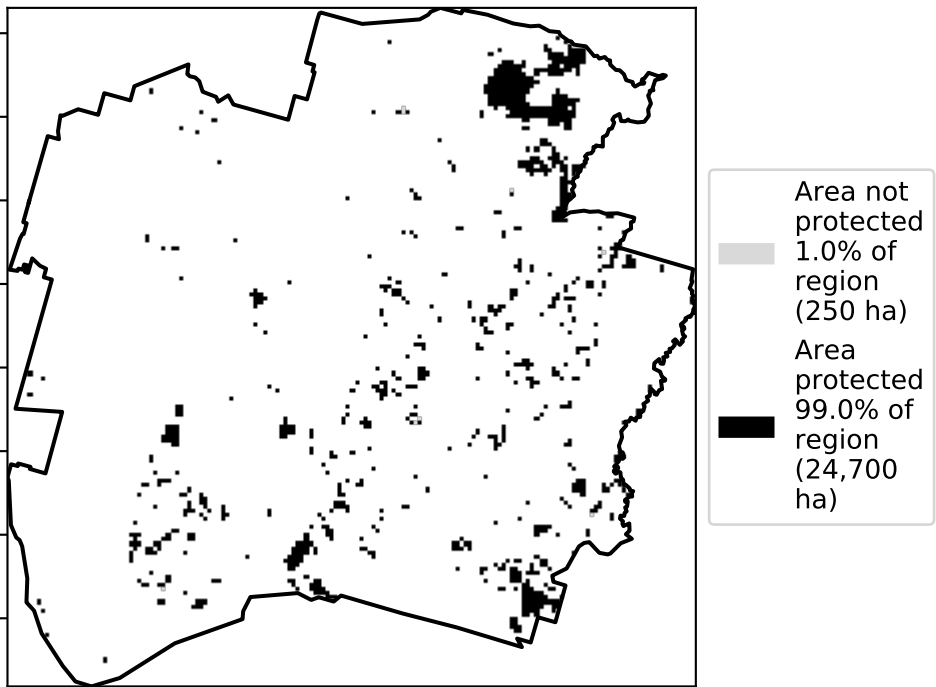 Area not
protected
1.0% of
region
(250 ha)
Area
protected
99.0% of
region
(24,700
ha)